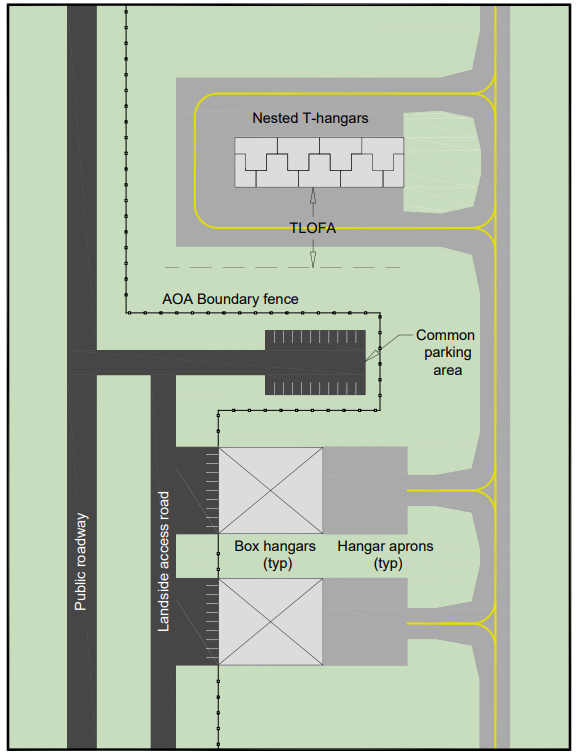 Nested T-hangars
TLOFA
AOA Boundary fence
Common
parking
area
Public roadway
Landside access road
Box hangars
(typ)
Hangar aprons
(typ)